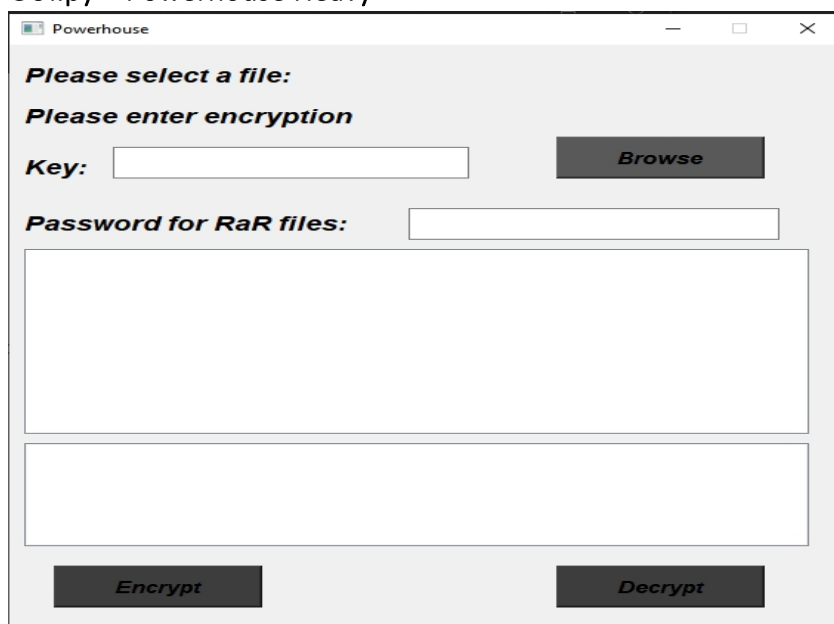 Powerhouse
Please select a file:
Please enter encryption
Key:
Browse
Password for RaR files:
Encrypt
Decrypt